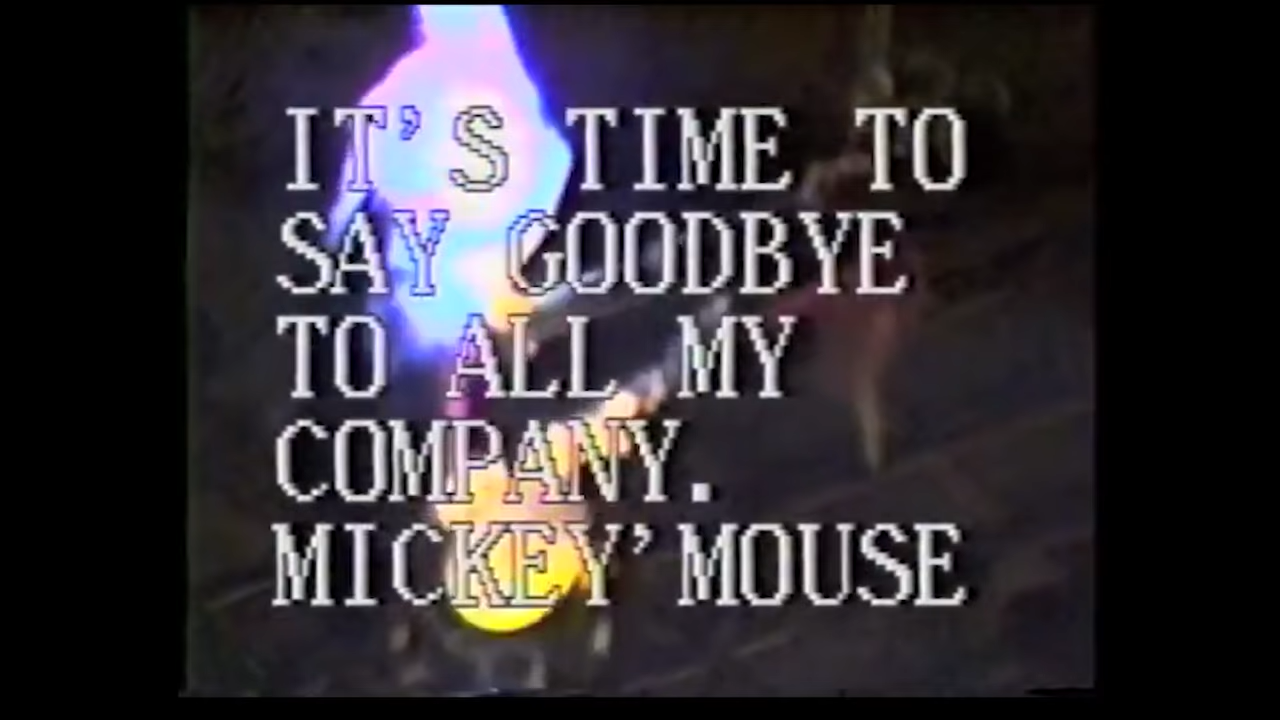 IT'S TIME TO
SAY GOODBYE
TO ALL MY
COMPANY.
MICKEY'MOUSE